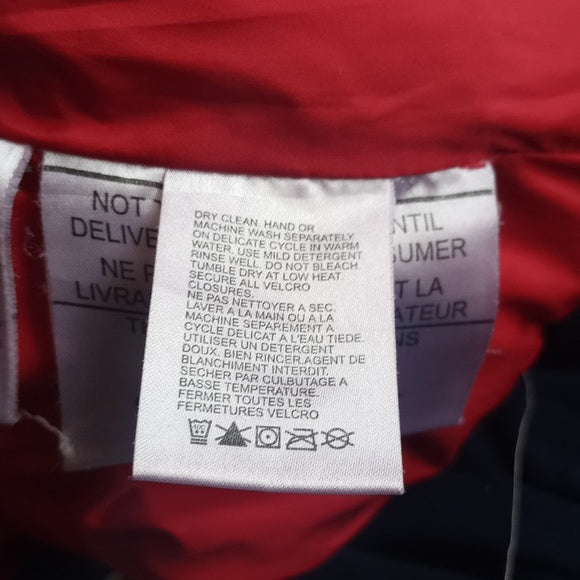 DRY CLEAN. HAND OR
MACHINE WASH SEPARATELY
ON DELICATE CYCLE IN WARM
WATER. USE MILD DETERGENT.
RINSE WELL. DO NOT BLEACH.
TUMBLE DRY AT LOW HEAT.
SECURE ALL VELCRO
CLOSURES.
NE PAS NETTOYER A SEC.
LAVER A LA MAIN OU A LA
MACHINE SEPAREMENT A
CYCLE DELICAT A L'EAU TIEDE.
UTILISER UN DETERGENT
DOUX. BIEN RINCER.AGENT DE
BLANCHIMENT INTERDIT.
SECHER PAR CULBUTAGE A
BASSE TEMPERATURE.
FERMER TOUTES LES
FERMETURES VELCRO
NOT
DELIVE
NE P
LIVRA
NTIL
SUMER
T LA
ATEUR
NS